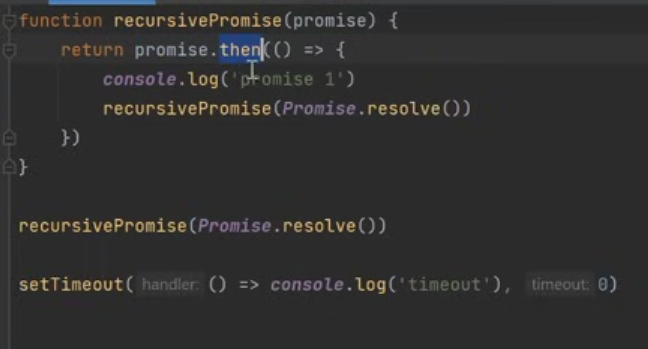 function recursivePromise(promise) {
    return promise.then(() => {
        console.log('promise 1')
        recursivePromise(Promise.resolve())
    })
}

recursivePromise(Promise.resolve())

setTimeout( handler: () => console.log('timeout'), timeout: 0)